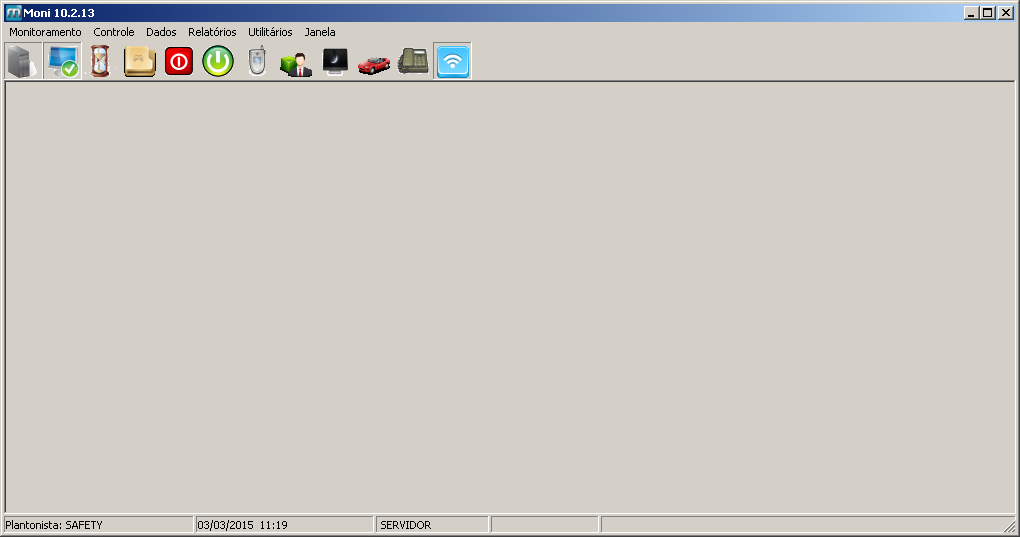 Moni 10.2.13
Monitoramento Controle Dados Relatórios Utilitários Janela
Plantonista: SAFETY 03/03/2015 11:19 SERVIDOR